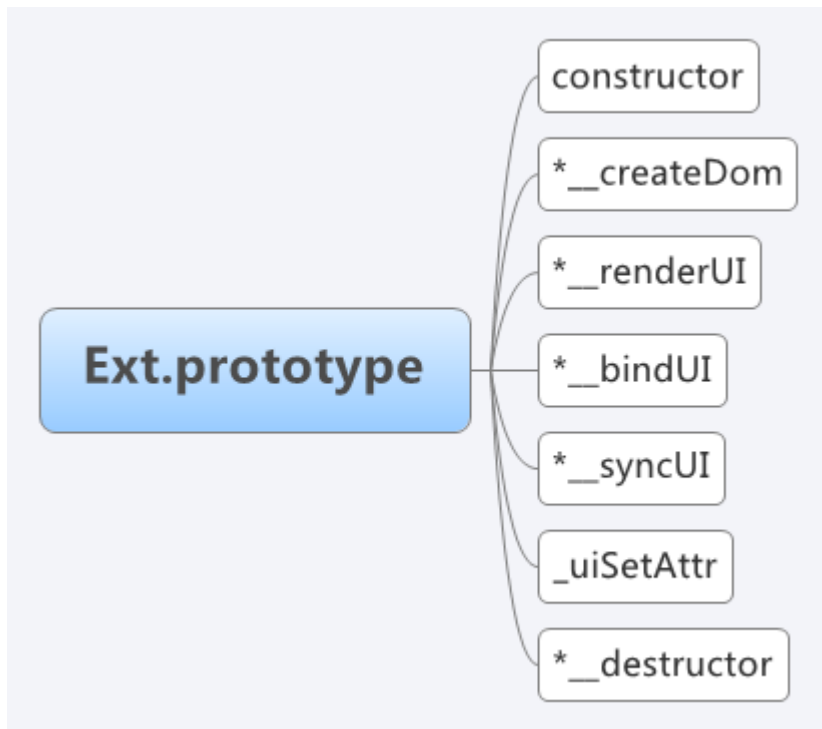 Ext.prototype
constructor
*__createDom
*__renderUI
*__bindUI
*__syncUI
_uiSetAttr
*__destructor